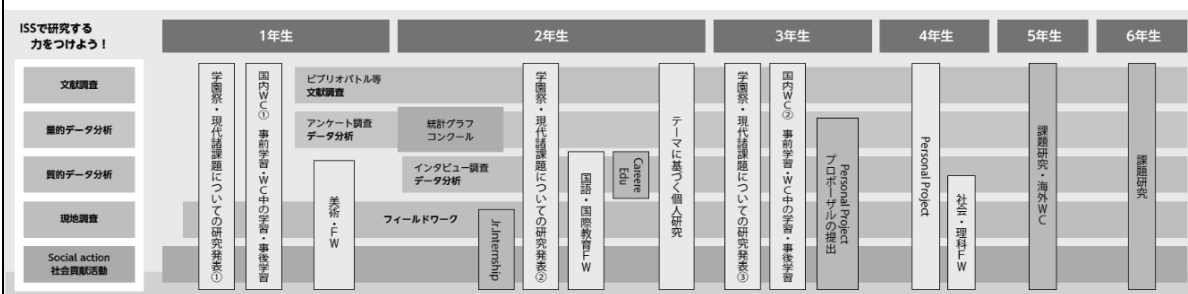 ISSで研究する
力をつけよう！
1年生
2年生
3年生
4年生
5年生
6年生
文献調査
量的データ分析
質的データ分析
現地調査
Social action
社会貢献活動
学園祭・現代諸課題についての研究発表①
国内WC① 事前学習・WC中の学習・事後学習
ビブリオバトル等
文献調査
アンケート調査
データ分析
美術・FW
統計グラフ
コンクール
インタビュー調査
データ分析
フィールドワーク
Jr.Internship
学園祭・現代諸課題についての研究発表②
国語・国際教育FW
Careere
Edu
テーマに基づく個人研究
学園祭・現代諸課題についての研究発表③
国内WC② 事前学習・WC中の学習・事後学習
Personal Project
プロポーザルの提出
Personal Project
社会・理科FW
課題研究・海外WC
課題研究